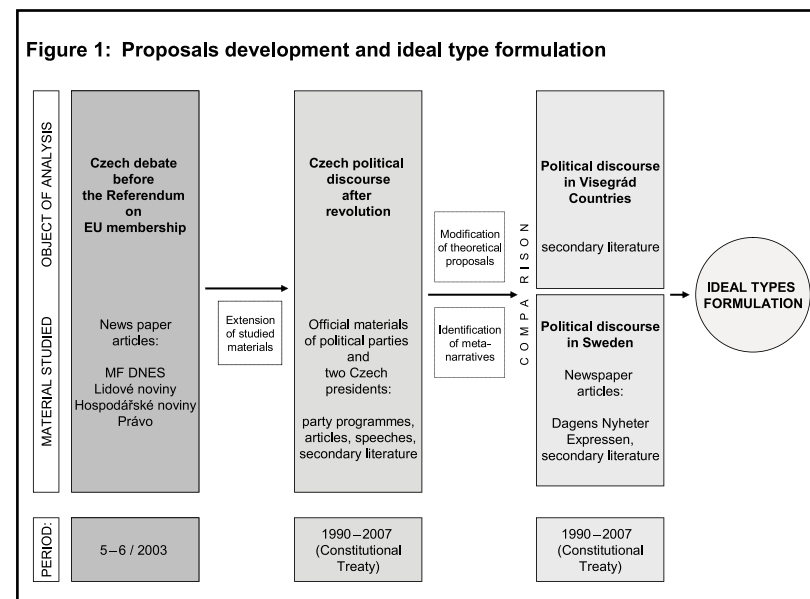 Figure 1: Proposals development and ideal type formulation
OBJECT OF ANALYSIS
MATERIAL STUDIED
PERIOD:
Czech debate
before
the Referendum
on
EU membership
News paper
articles:
MF DNES
Lidové noviny
Hospodářské noviny
Právo
5–6 / 2003
Extension
of studied
materials
Czech political
discourse
after
revolution
Official materials
of political parties
and
two Czech
presidents:
party programmes,
articles, speeches,
secondary literature
1990–2007
(Constitutional
Treaty)
Modification
of theoretical
proposals
Identification
of meta-
narratives
COMPA RISON
Political discourse
in Visegrád
Countries
secondary literature
Political discourse
in Sweden
Newspaper
articles:
Dagens Nyheter
Expressen,
secondary literature
1990–2007
(Constitutional
Treaty)
IDEAL TYPES
FORMULATION